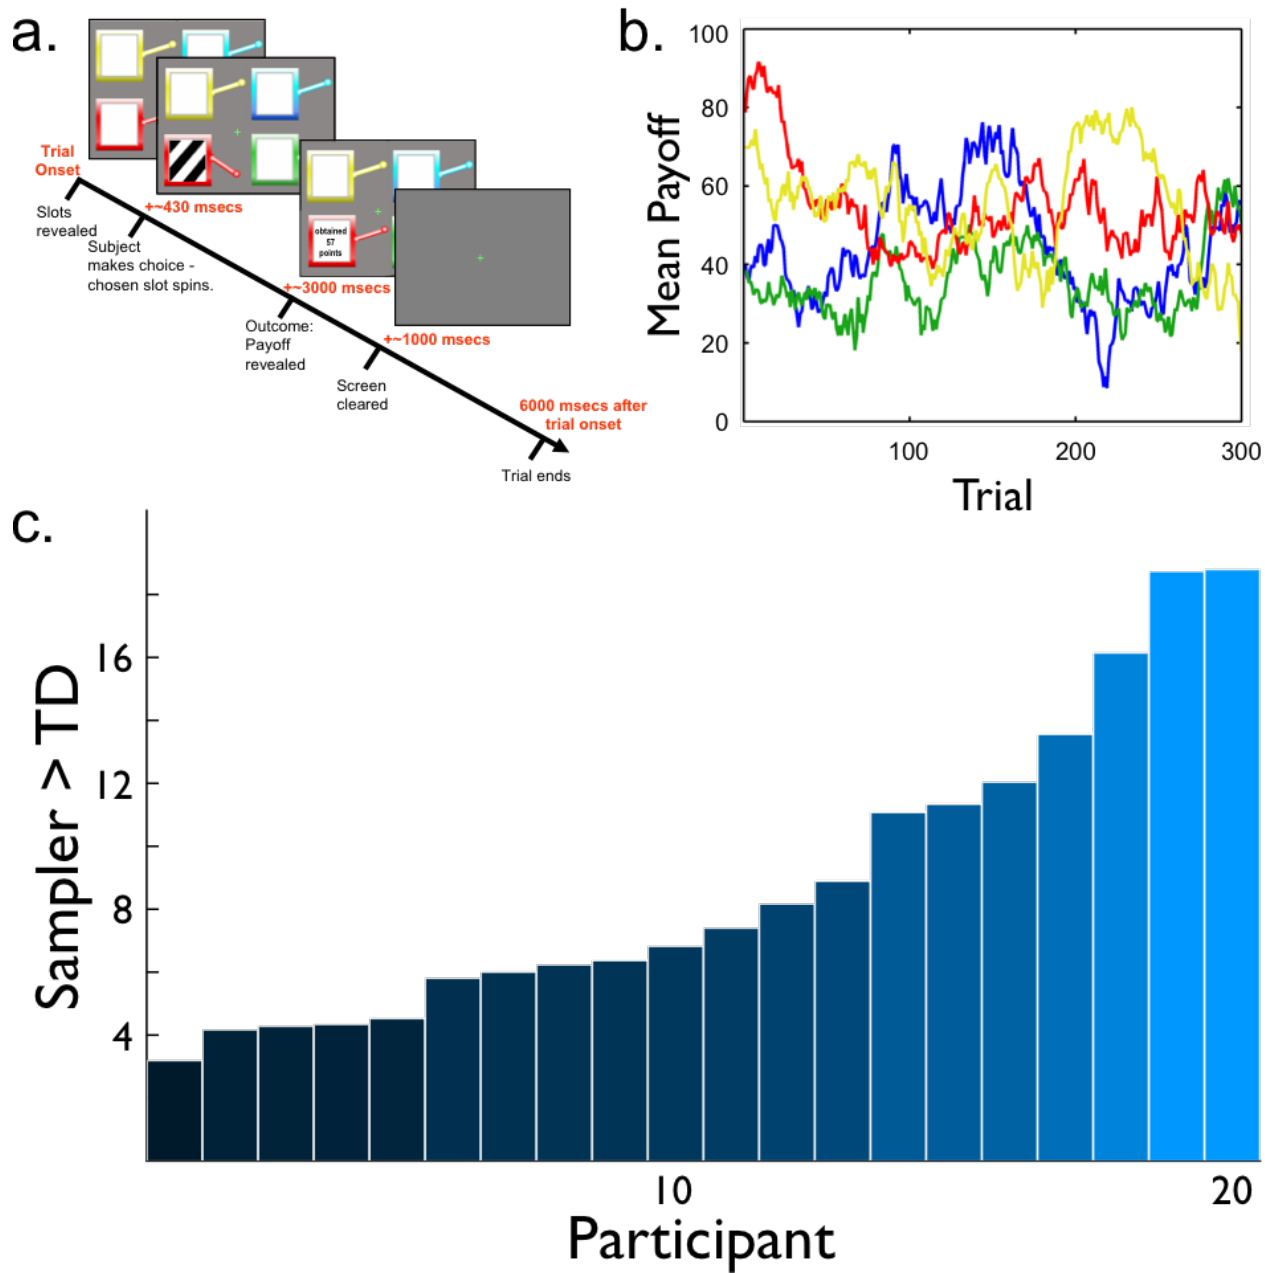 a.
Trial
Onset
Slots
revealed
+~430 msecs
Subject
makes choice -
chosen slot spins.
obtained
57
points
+~3000 msecs
Outcome:
Payoff
revealed
+~1000 msecs
Screen
cleared
6000 msecs after
trial onset
Trial ends
b.
Mean Payoff
100
80
60
40
20
0
100
200
300
Trial
c.
Sampler > TD
16
12
8
4
10
20
Participant